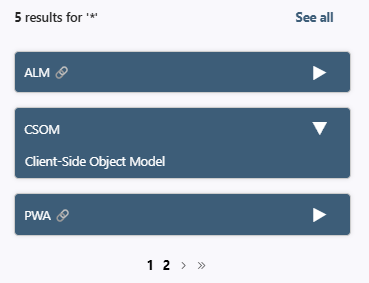 5 results for '*' See all
ALM
CSOM
Client-Side Object Model
PWA
1 2 > »